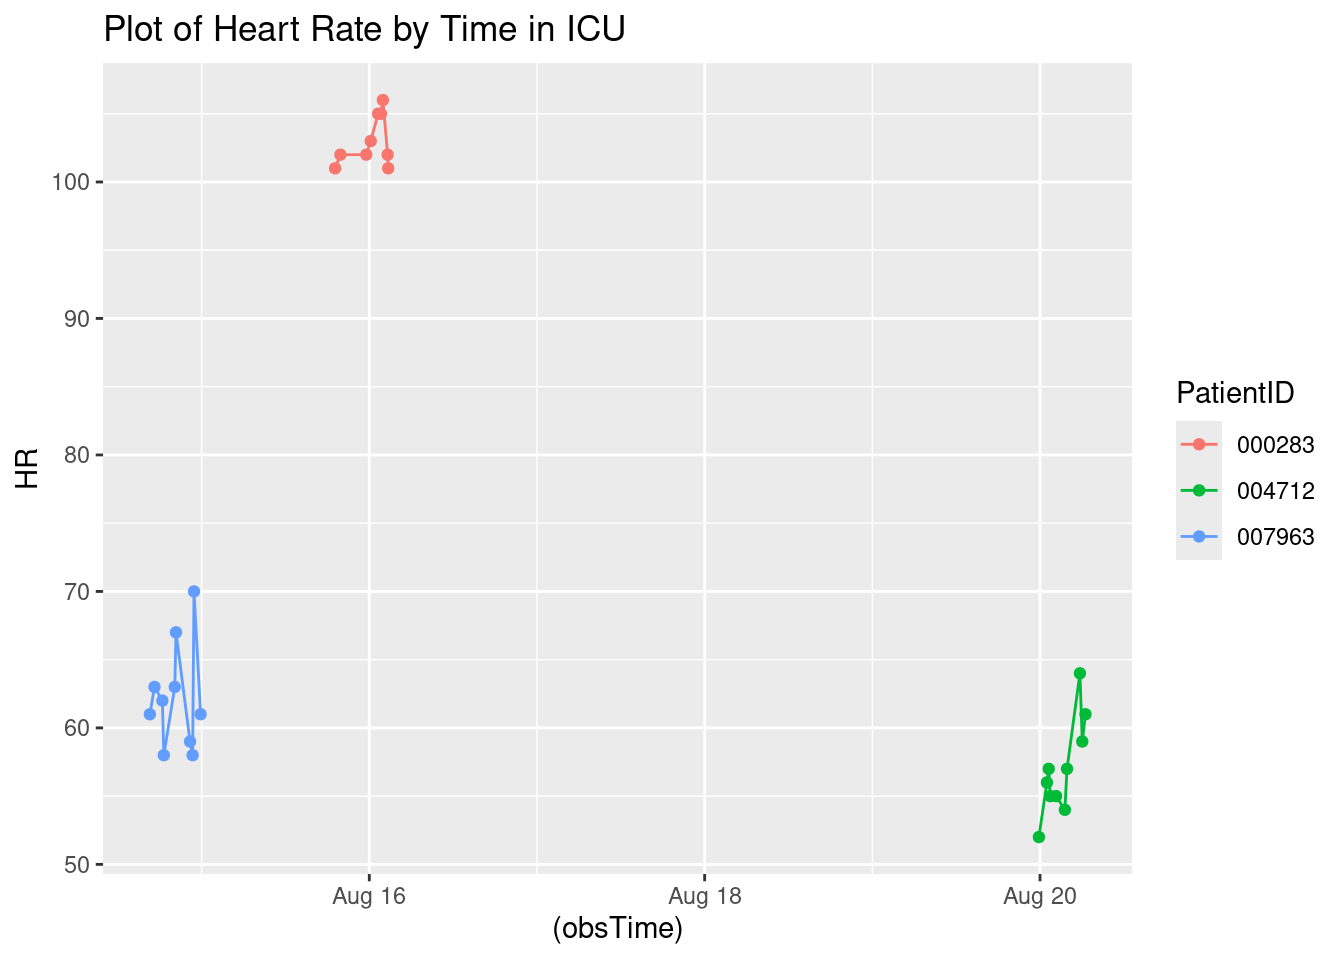 Plot of Heart Rate by Time in ICU
HR
100
90
80
70
60
50
Aug 16
Aug 18
Aug 20
(obsTime)
PatientID
000283
004712
007963